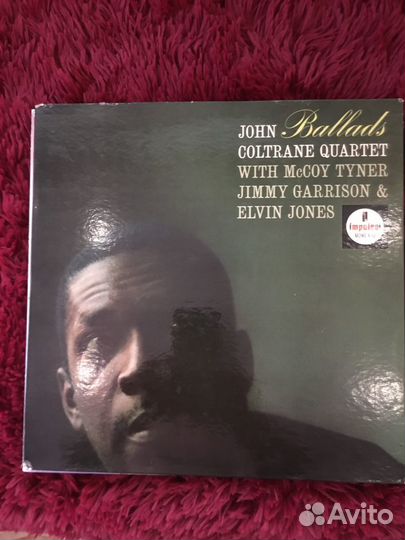 JOHN Ballads
COLTRANE QUARTET
WITH McCOY TYNER
JIMMY GARRISON &
ELVIN JONES
impulse!
Avito